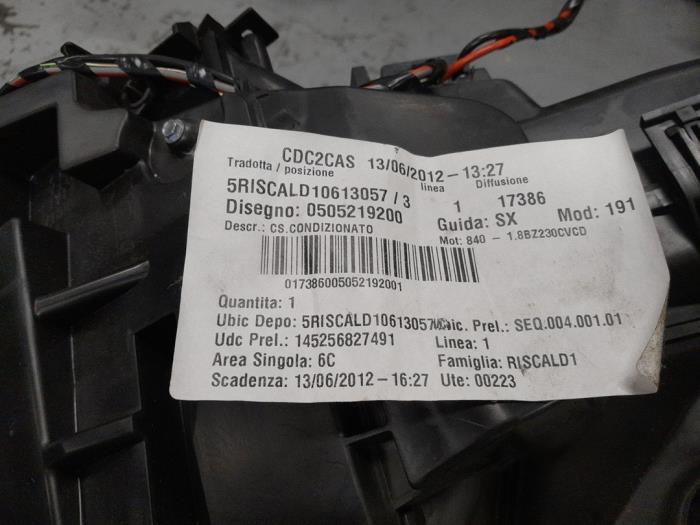 CDC2CAS 13/06/2012-13:27
Tradotta / posizione linea Diffusione
5RISCALD10613057 / 3 1 17386
Disegno: 0505219200 Guida: SX Mod: 191
Descr.: CS.CONDIZIONATO Mot: 840 - 1.8BZ230CVCD
017386005052192001
Quantita: 1
Ubic Depo: 5RISCALD10613057 Prel.: SEQ.004.001.01
Udc Prel.: 145256827491 Linea: 1
Area Singola: 6C Famiglia: RISCALD1
Scadenza: 13/06/2012-16:27 Ute: 00223